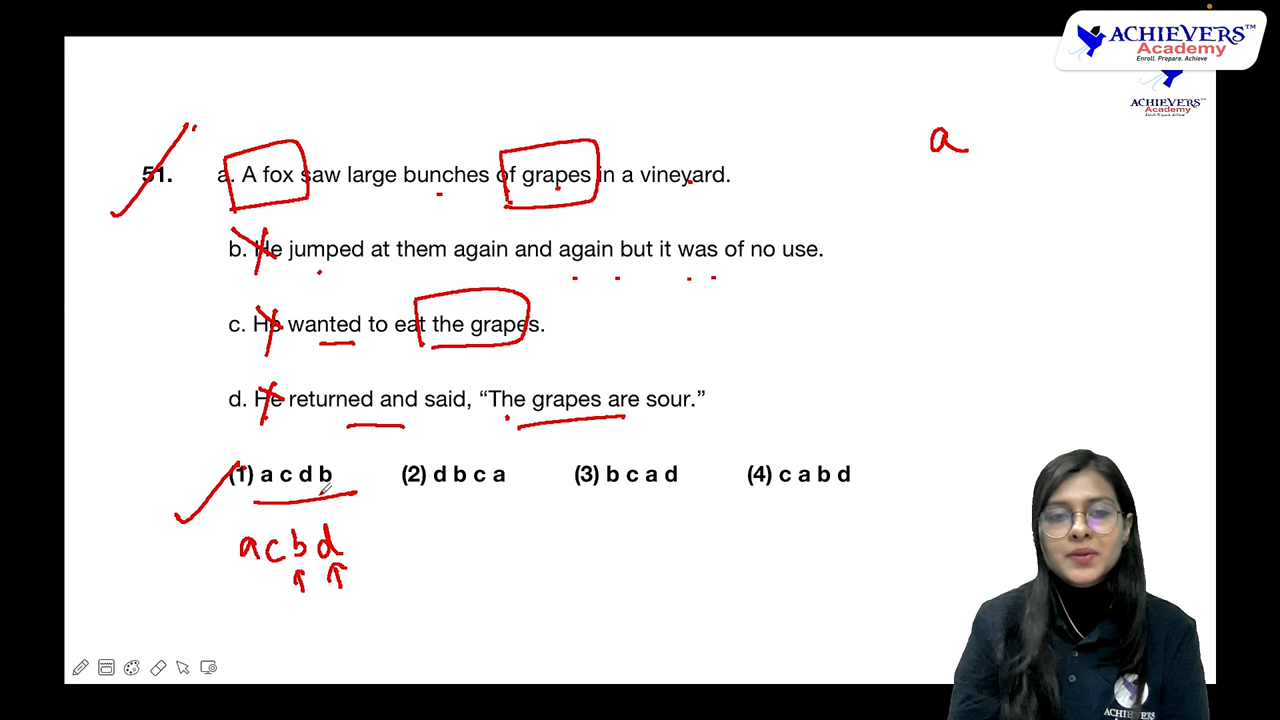 ACHIEVERS™
Academy
Enroll. Prepare. Achieve
ACHIEVERS™
Academy
a
51. a. A fox saw large bunches of grapes in a vineyard.
b. He jumped at them again and again but it was of no use.
c. He wanted to eat the grapes.
d. He returned and said, “The grapes are sour.”
(1) a c d b (2) d b c a (3) b c a d (4) c a b d
a c b d
ACHIEVERS